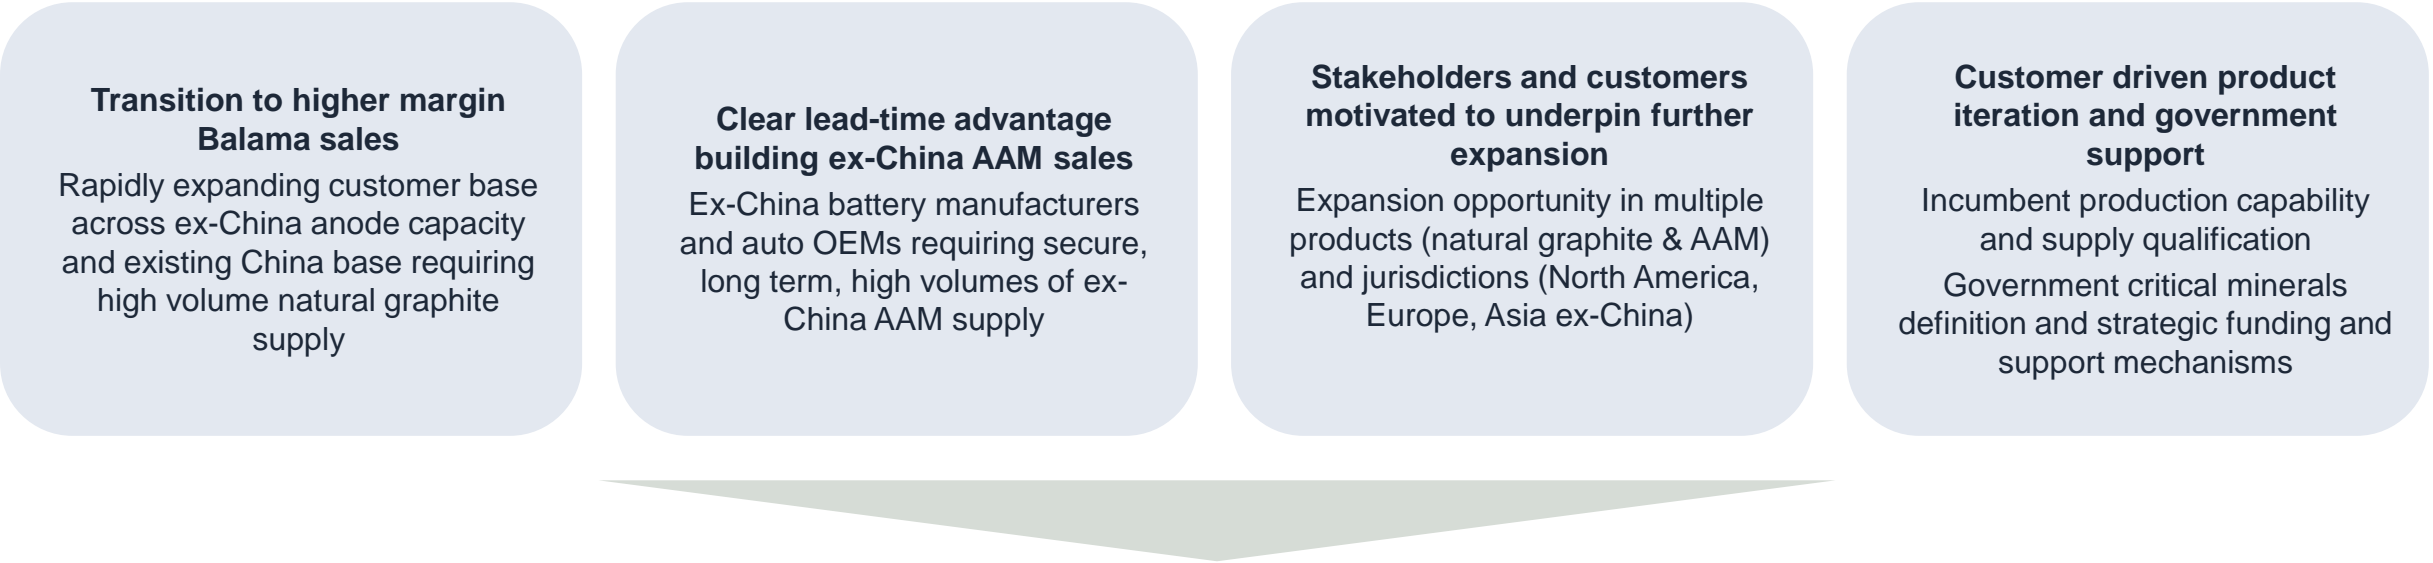 Transition to higher margin
Balama sales
Rapidly expanding customer base
across ex-China anode capacity
and existing China base requiring
high volume natural graphite
supply
Clear lead-time advantage
building ex-China AAM sales
Ex-China battery manufacturers
and auto OEMs requiring secure,
long term, high volumes of ex-
China AAM supply
Stakeholders and customers
motivated to underpin further
expansion
Expansion opportunity in multiple
products (natural graphite & AAM)
and jurisdictions (North America,
Europe, Asia ex-China)
Customer driven product
iteration and government
support
Incumbent production capability
and supply qualification
Government critical minerals
definition and strategic funding and
support mechanisms